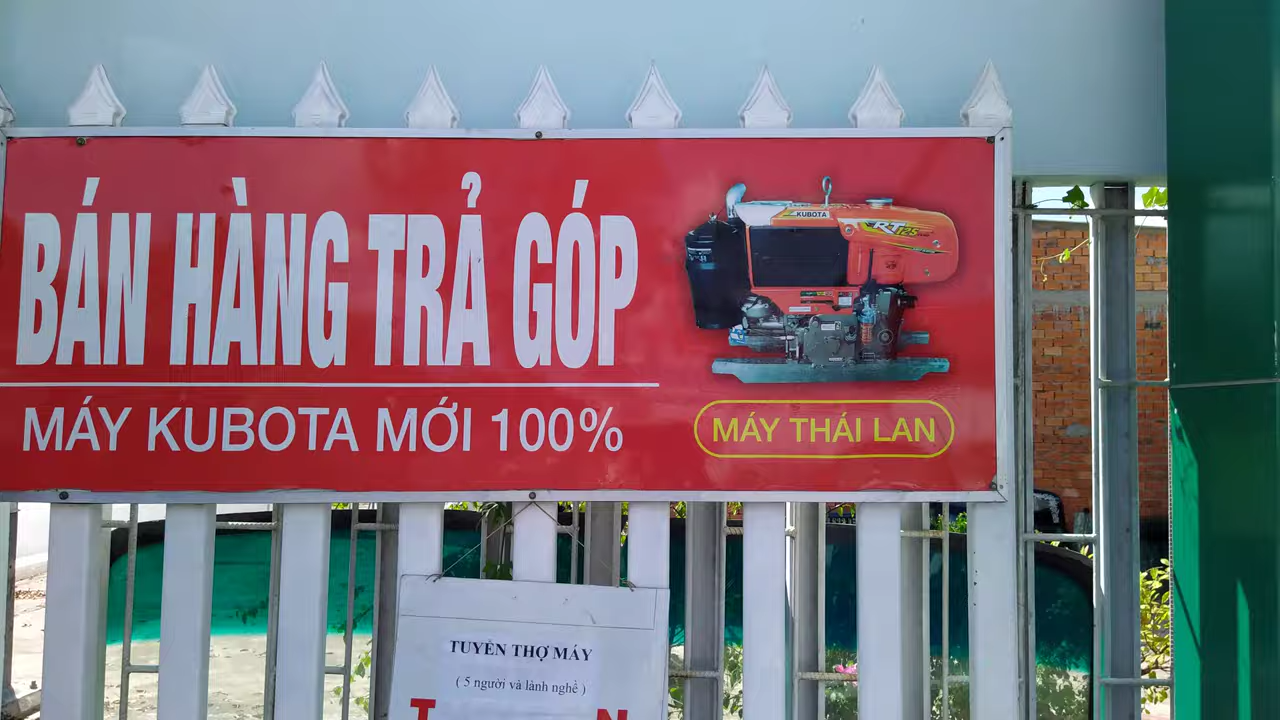 BÁN HÀNG TRẢ GÓP
MÁY KUBOTA MỚI 100%
KUBOTA
RT125
MÁY THÁI LAN
TUYỂN THỢ MÁY
( 5 người và lành nghề )